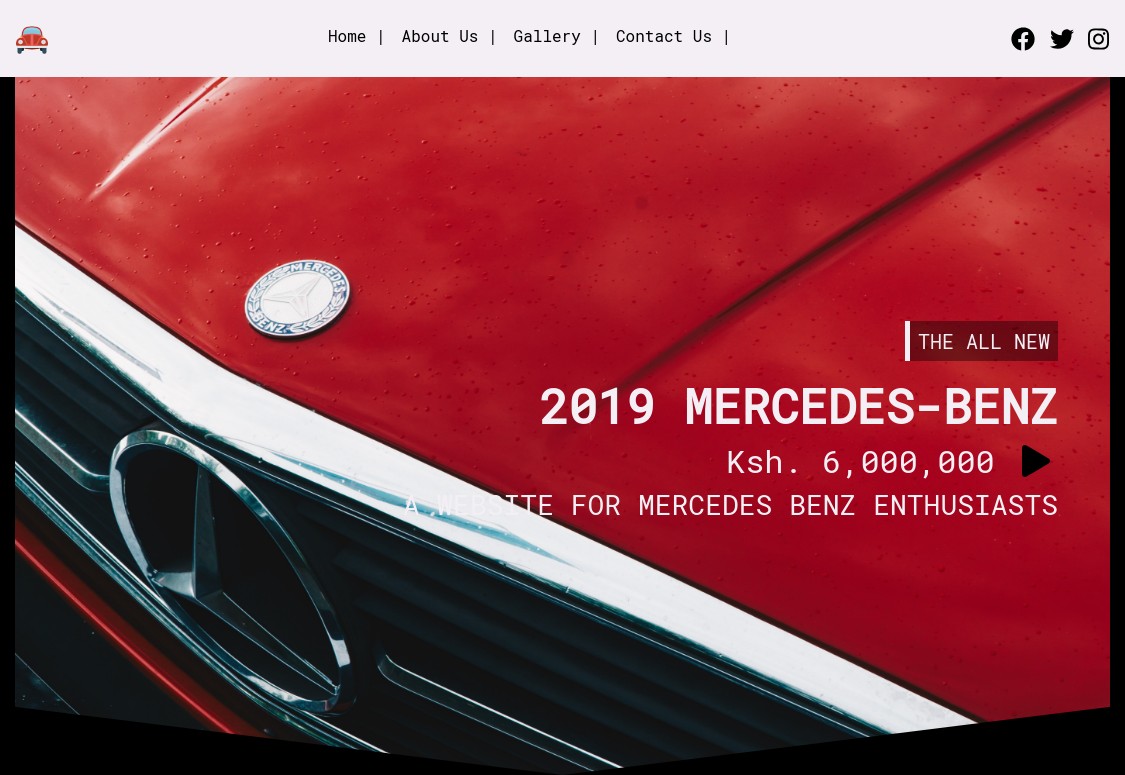 Home | About Us | Gallery | Contact Us |
MERCEDES
BENZ
THE ALL NEW
2019 MERCEDES-BENZ
Ksh. 6,000,000
A WEBSITE FOR MERCEDES BENZ ENTHUSIASTS